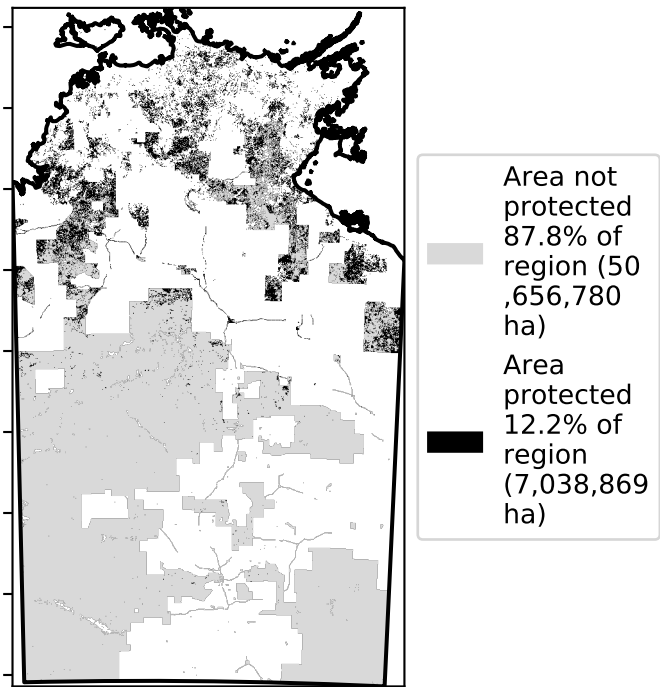 Area not
protected
87.8% of
region (50
,656,780
ha)
Area
protected
12.2% of
region
(7,038,869
ha)